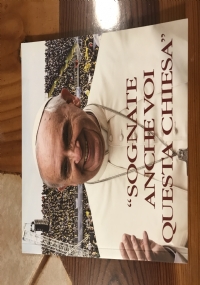 "SOGNATE
ANCHE VOI
QUESTA CHIESA"